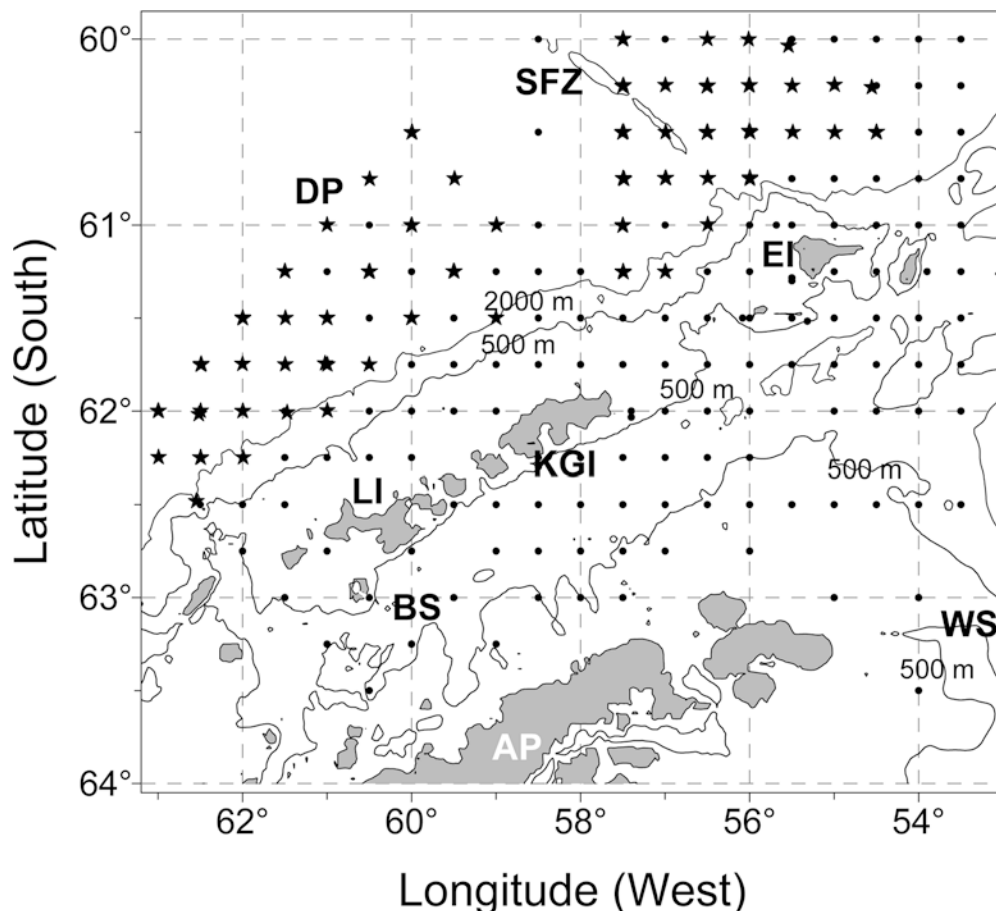 60°
SFZ
DP
61°
EI
2000 m
500 m
500 m
62°
KGI
500 m
LI
63°
BS
WS
500 m
AP
64°
62°
60°
58°
56°
54°
Latitude (South)
Longitude (West)